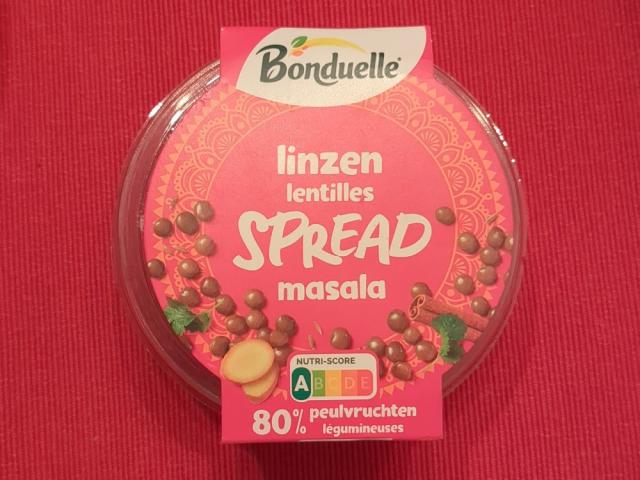 Bonduelle
linzen
lentilles
SPREAD
masala
NUTRI-SCORE
A B C D E
80% peulvruchten
légumineuses